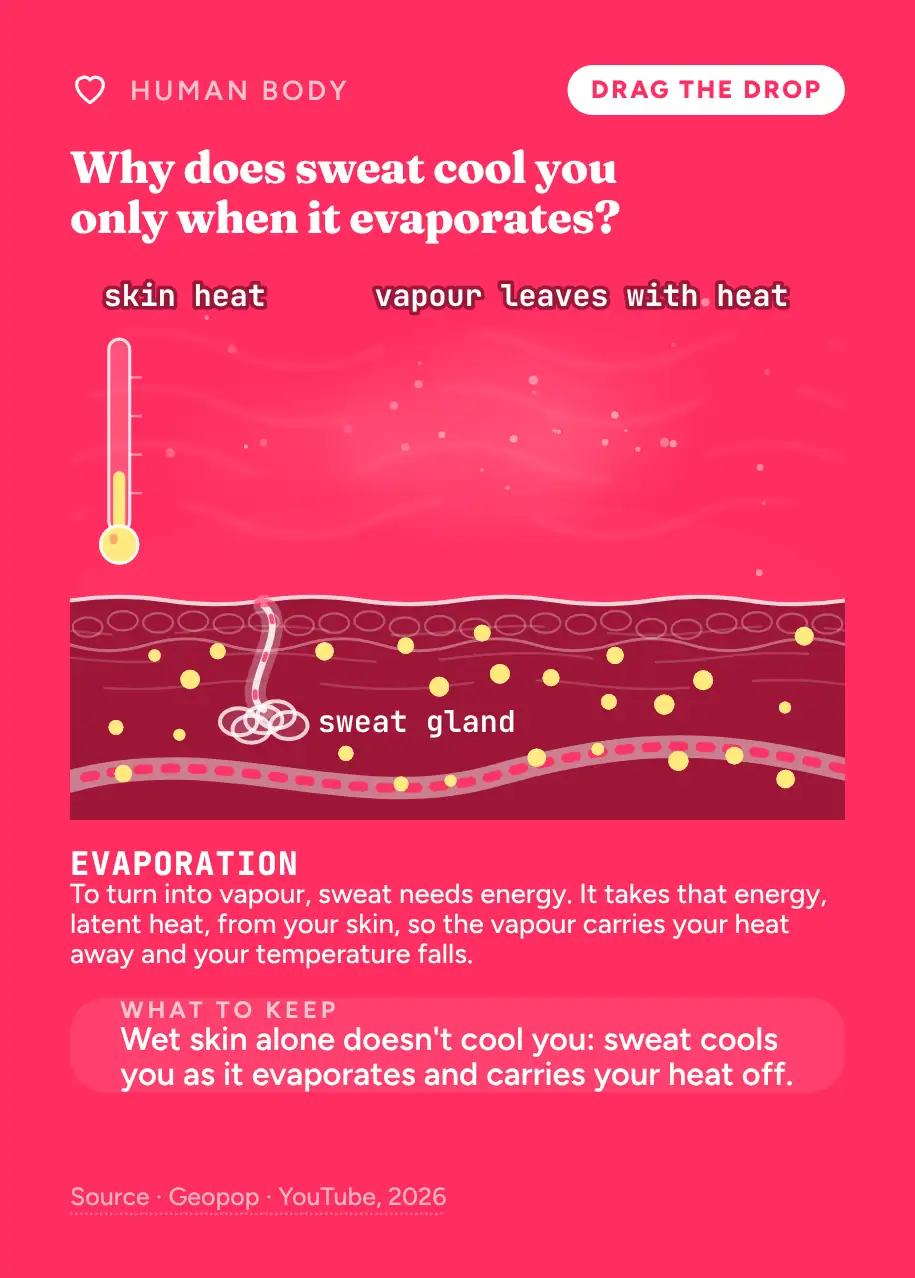 HUMAN BODY
DRAG THE DROP
Why does sweat cool you
only when it evaporates?
skin heat
vapour leaves with heat
sweat gland
EVAPORATION
To turn into vapour, sweat needs energy. It takes that energy,
latent heat, from your skin, so the vapour carries your heat
away and your temperature falls.
WHAT TO KEEP
Wet skin alone doesn't cool you: sweat cools
you as it evaporates and carries your heat off.
Source · Geopop · YouTube, 2026